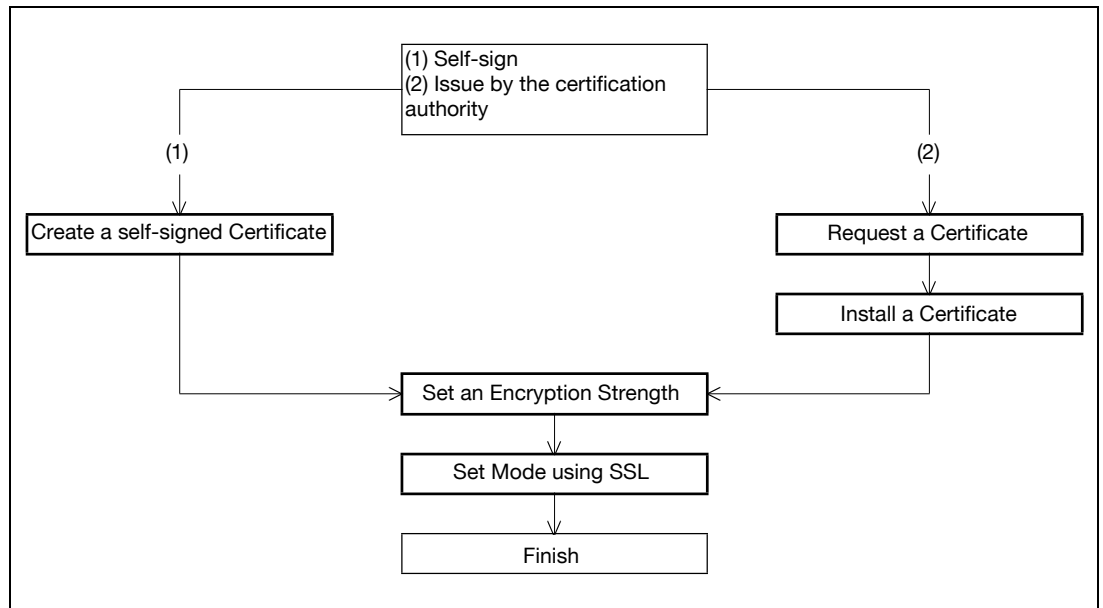 (1) Self-sign
(2) Issue by the certification
authority
(1)
(2)
Create a self-signed Certificate
Request a Certificate
Install a Certificate
Set an Encryption Strength
Set Mode using SSL
Finish